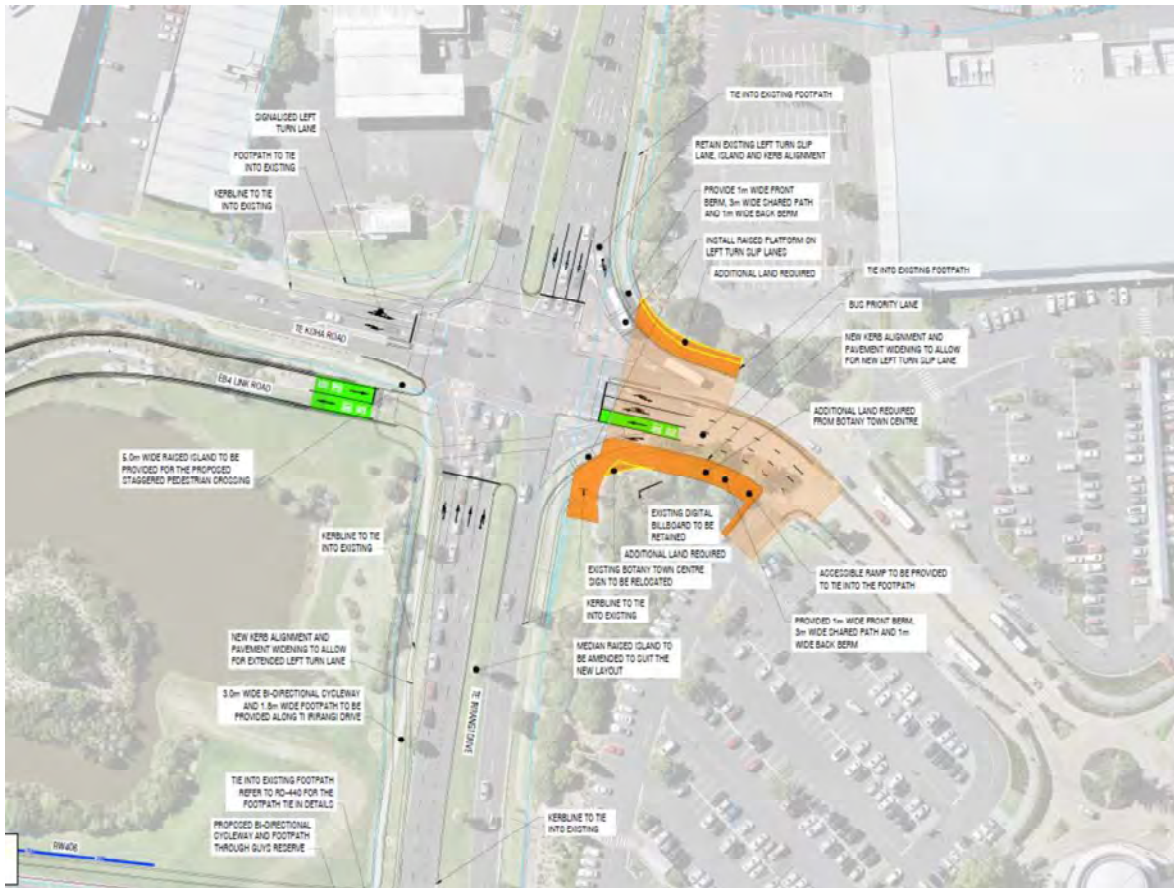 TIE INTO EXISTING FOOTPATH
SIGNALISED LEFT
TURN LANE
FOOTPATH TO TIE
INTO EXISTING
KERBLINE TO TIE
INTO EXISTING
RETAIN EXISTING LEFT TURN SLIP
LANE, ISLAND AND KERB ALIGNMENT
PROVIDE 1m WIDE FRONT
BERM, 3m WIDE SHARED PATH
AND 1m WIDE BACK BERM
INSTALL RAISED PLATFORM ON
LEFT TURN SLIP LANES
ADDITIONAL LAND REQUIRED
TIE INTO EXISTING FOOTPATH
BUS PRIORITY LANE
NEW KERB ALIGNMENT AND
PAVEMENT WIDENING TO ALLOW
FOR NEW LEFT TURN SLIP LANE
TE KOHA ROAD
EB4 LINK ROAD
ADDITIONAL LAND REQUIRED
FROM BOTANY TOWN CENTRE
5.0m WIDE RAISED ISLAND TO BE
PROVIDED FOR THE PROPOSED
STAGGERED PEDESTRIAN CROSSING
EXISTING DIGITAL
BILLBOARD TO BE
RETAINED
KERBLINE TO TIE
INTO EXISTING
ADDITIONAL LAND REQUIRED
EXISTING BOTANY TOWN CENTRE
SIGN TO BE RELOCATED
ACCESSIBLE RAMP TO BE PROVIDED
TO TIE INTO THE FOOTPATH
KERBLINE TO TIE
INTO EXISTING
PROVIDED 1m WIDE FRONT BERM,
3m WIDE SHARED PATH AND 1m
WIDE BACK BERM
NEW KERB ALIGNMENT AND
PAVEMENT WIDENING TO ALLOW
FOR EXTENDED LEFT TURN LANE
MEDIAN RAISED ISLAND TO
BE AMENDED TO SUIT THE
NEW LAYOUT
3.0m WIDE BI-DIRECTIONAL CYCLEWAY
AND 1.8m WIDE FOOTPATH TO BE
PROVIDED ALONG TI IRIRANGI DRIVE
TE IRIRANGI DRIVE
TIE INTO EXISTING FOOTPATH
REFER TO RD-440 FOR THE
FOOTPATH TIE IN DETAILS
KERBLINE TO TIE
INTO EXISTING
PROPOSED BI-DIRECTIONAL
CYCLEWAY AND FOOTPATH
THROUGH GUYS RESERVE
RW406